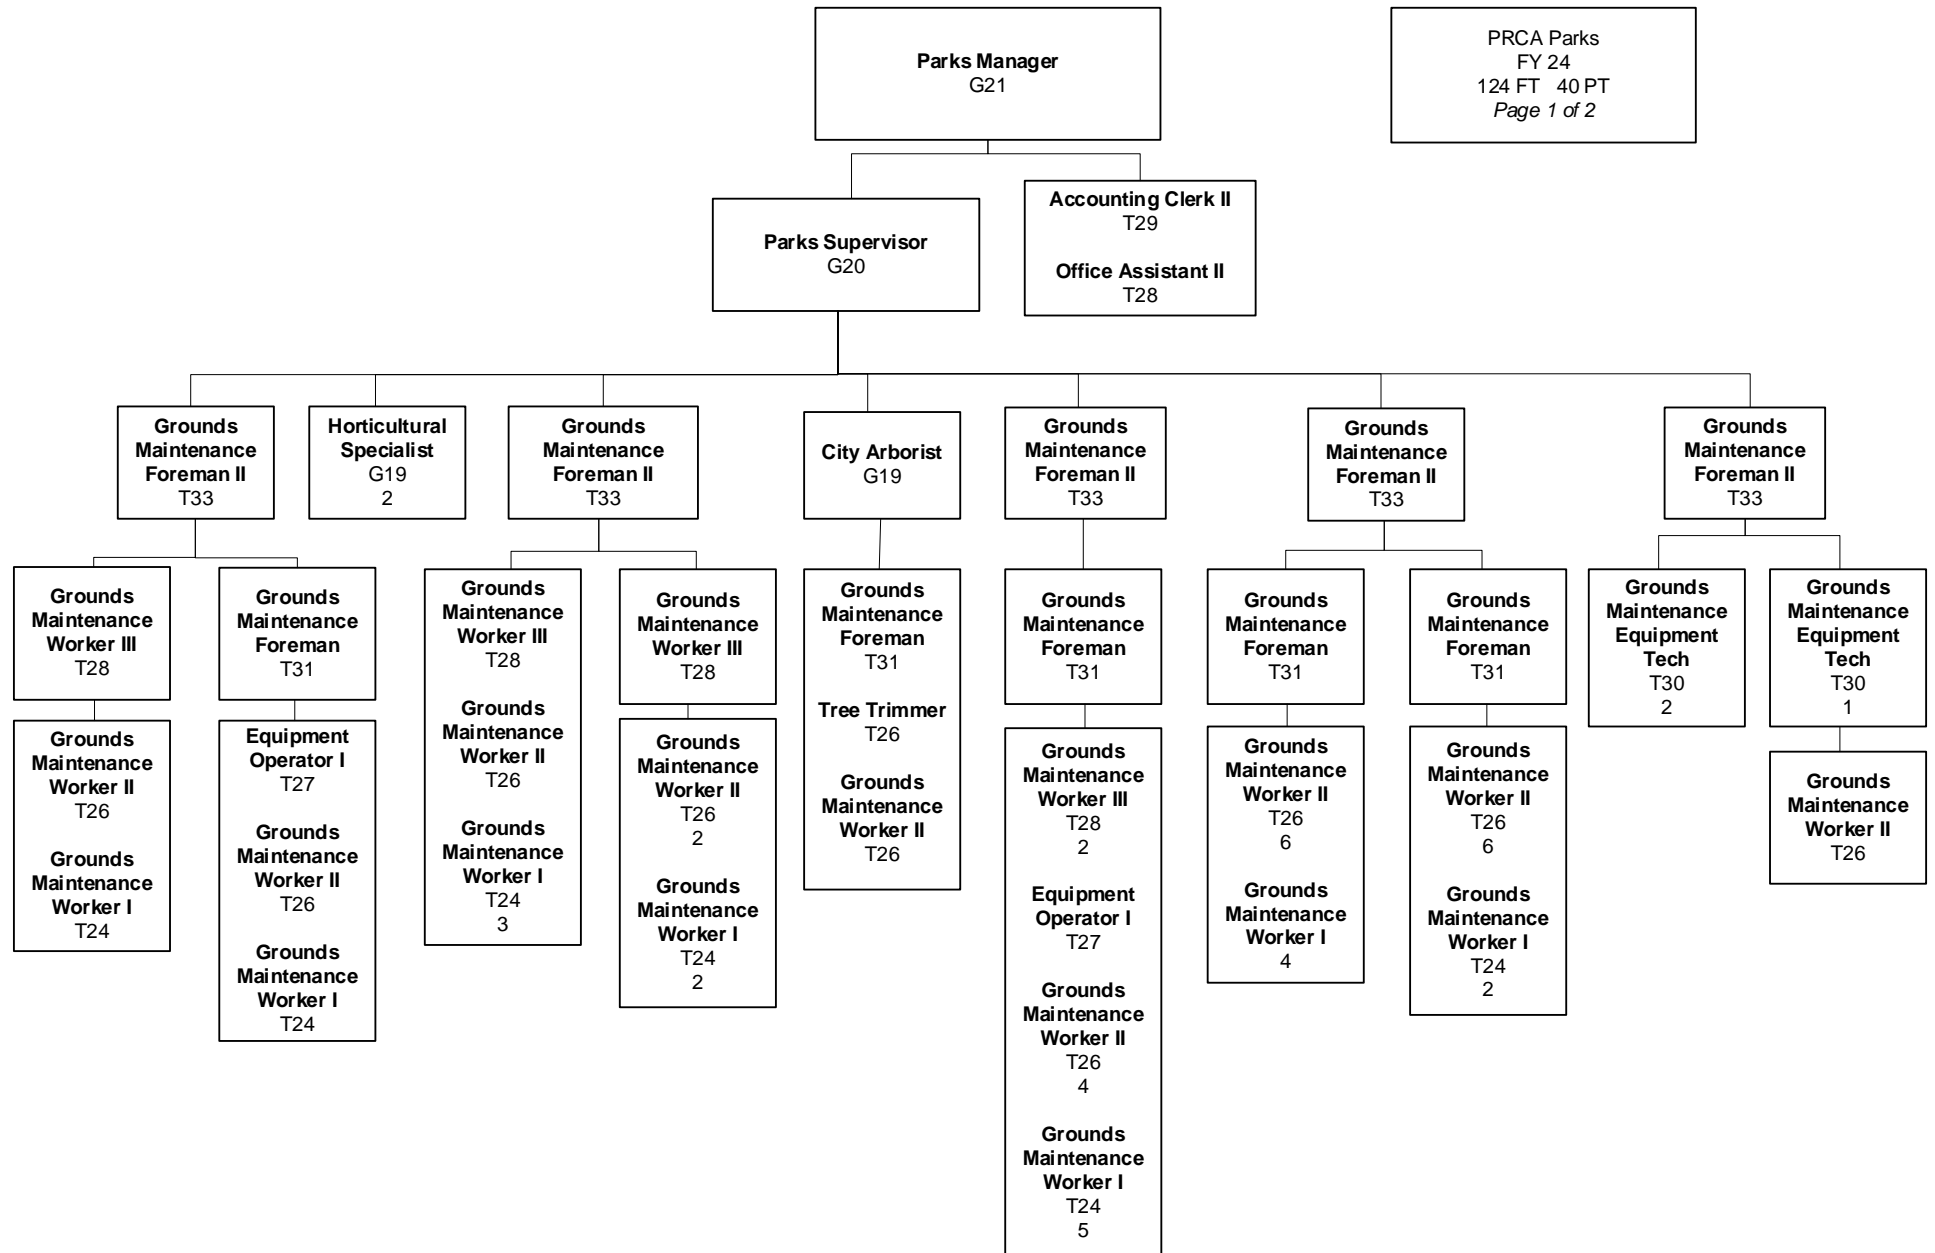 Parks Manager
G21
PRCA Parks
FY 24
124 FT 40 PT
Page 1 of 2
Parks Supervisor
G20
Accounting Clerk II
T29
Office Assistant II
T28
Grounds
Maintenance
Foreman II
T33
Horticultural
Specialist
G19
2
Grounds
Maintenance
Foreman II
T33
City Arborist
G19
Grounds
Maintenance
Foreman II
T33
Grounds
Maintenance
Foreman II
T33
Grounds
Maintenance
Foreman II
T33
Grounds
Maintenance
Worker III
T28
Grounds
Maintenance
Worker II
T26
Grounds
Maintenance
Worker I
T24
Grounds
Maintenance
Foreman
T31
Equipment
Operator I
T27
Grounds
Maintenance
Worker II
T26
Grounds
Maintenance
Worker I
T24
Grounds
Maintenance
Worker III
T28
Grounds
Maintenance
Worker II
T26
Grounds
Maintenance
Worker I
T24
3
Grounds
Maintenance
Worker III
T28
Grounds
Maintenance
Worker II
T26
2
Grounds
Maintenance
Worker I
T24
2
Grounds
Maintenance
Foreman
T31
Tree Trimmer
T26
Grounds
Maintenance
Worker II
T26
Grounds
Maintenance
Foreman
T31
Grounds
Maintenance
Worker III
T28
2
Equipment
Operator I
T27
Grounds
Maintenance
Worker II
T26
4
Grounds
Maintenance
Worker I
T24
5
Grounds
Maintenance
Foreman
T31
Grounds
Maintenance
Worker II
T26
6
Grounds
Maintenance
Worker I
4
Grounds
Maintenance
Foreman
T31
Grounds
Maintenance
Worker II
T26
6
Grounds
Maintenance
Worker I
T24
2
Grounds
Maintenance
Equipment
Tech
T30
2
Grounds
Maintenance
Equipment
Tech
T30
1
Grounds
Maintenance
Worker II
T26